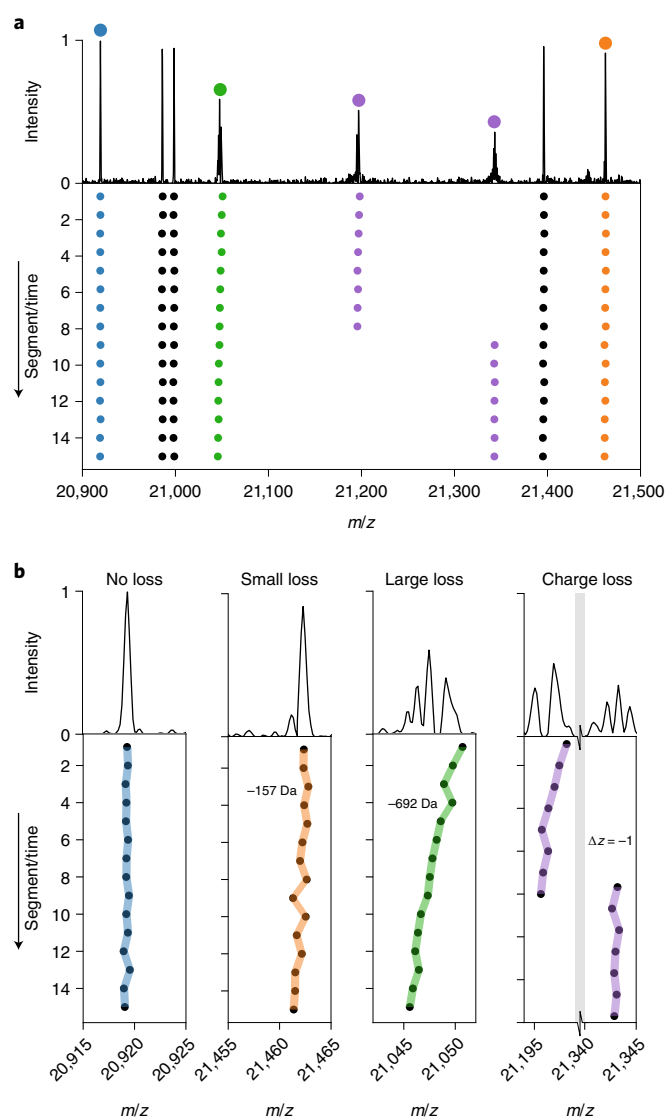 a
Intensity
1
0
Segment/time
2
4
6
8
10
12
14
20,900 21,000 21,100 21,200 21,300 21,400 21,500
m/z
b
No loss Small loss Large loss Charge loss
Intensity
1
0
Segment/time
2
4
6
8
10
12
14
–157 Da
–692 Da
Δz = –1
20,915 20,920 20,925 21,455 21,460 21,465 21,045 21,050 21,195 21,340 21,345
m/z m/z m/z m/z